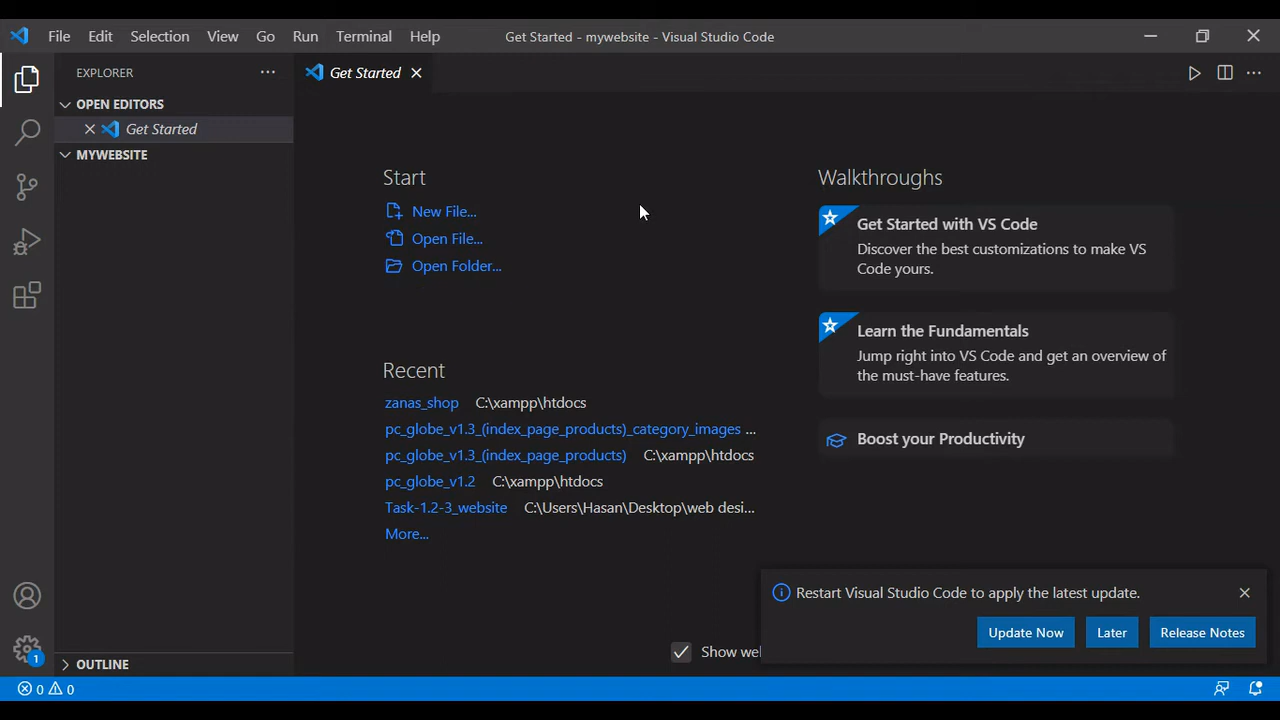 File Edit Selection View Go Run Terminal Help
Get Started - mywebsite - Visual Studio Code
EXPLORER
Get Started
OPEN EDITORS
Get Started
MYWEBSITE
Start
New File...
Open File...
Open Folder...
Recent
zanas_shop C:\xampp\htdocs
pc_globe_v1.3_(index_page_products)_category_images ...
pc_globe_v1.3_(index_page_products) C:\xampp\htdocs
pc_globe_v1.2 C:\xampp\htdocs
Task-1.2-3_website C:\Users\Hasan\Desktop\web desi...
More...
Walkthroughs
Get Started with VS Code
Discover the best customizations to make VS
Code yours.
Learn the Fundamentals
Jump right into VS Code and get an overview of
the must-have features.
Boost your Productivity
Restart Visual Studio Code to apply the latest update.
Update Now Later Release Notes
Show wel
1
OUTLINE
0 0